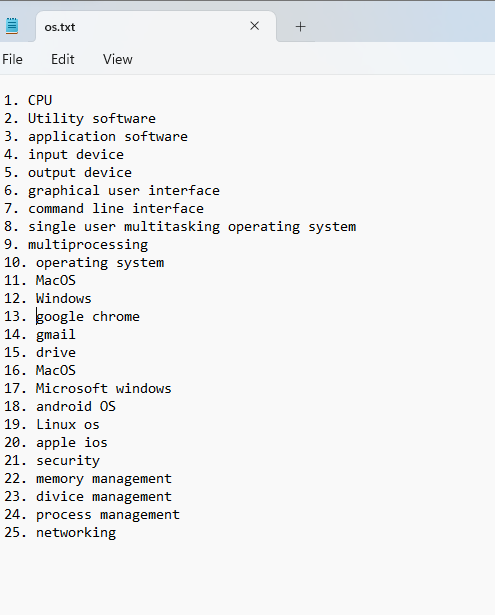 os.txt
File Edit View
1. CPU
2. Utility software
3. application software
4. input device
5. output device
6. graphical user interface
7. command line interface
8. single user multitasking operating system
9. multiprocessing
10. operating system
11. MacOS
12. Windows
13. google chrome
14. gmail
15. drive
16. MacOS
17. Microsoft windows
18. android OS
19. Linux os
20. apple ios
21. security
22. memory management
23. divice management
24. process management
25. networking